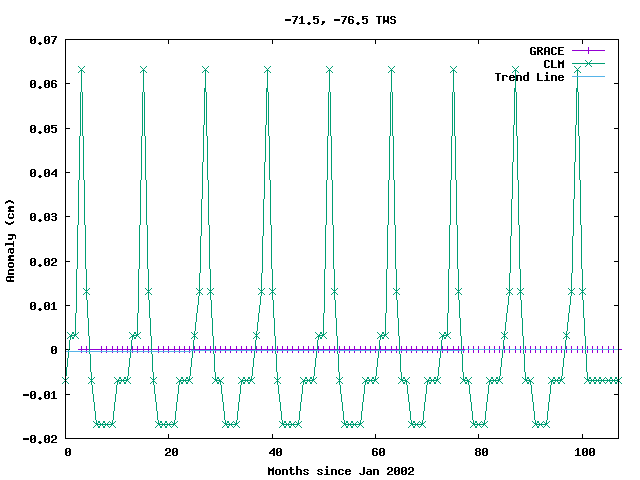 -71.5, -76.5 TWS
GRACE
CLM
Trend Line
0.07
0.06
0.05
0.04
0.03
0.02
0.01
0
-0.01
-0.02
Anomaly (cm)
0 20 40 60 80 100
Months since Jan 2002